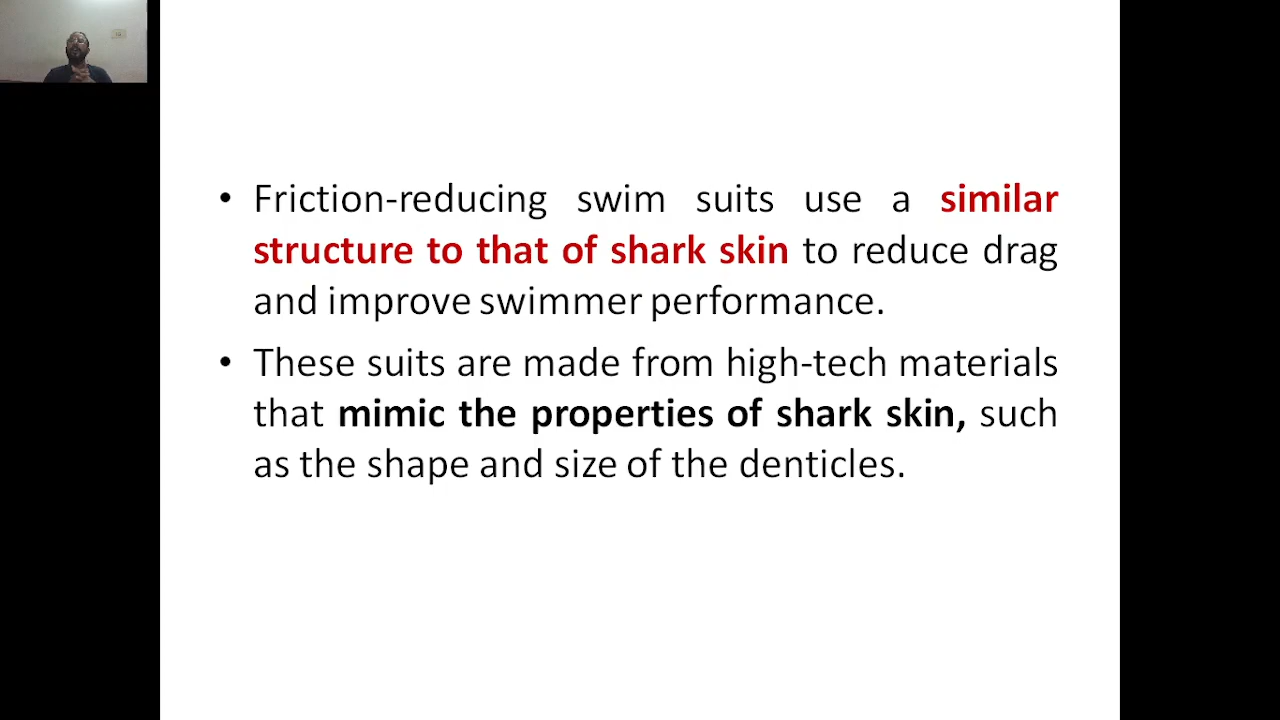 • Friction-reducing swim suits use a similar
structure to that of shark skin to reduce drag
and improve swimmer performance.
• These suits are made from high-tech materials
that mimic the properties of shark skin, such
as the shape and size of the denticles.